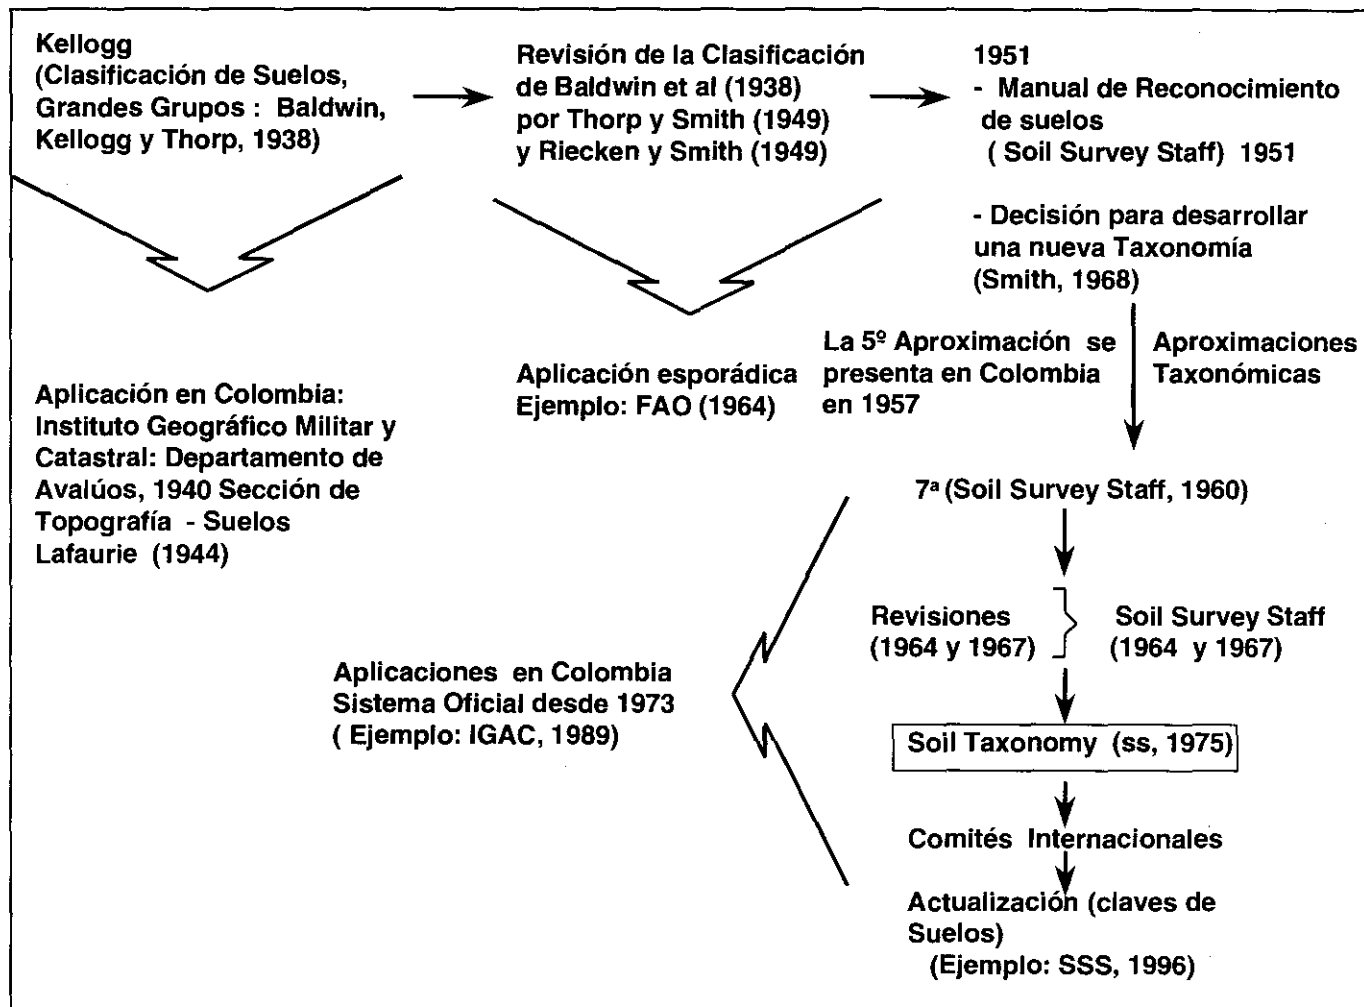 Kellogg
(Clasificación de Suelos,
Grandes Grupos : Baldwin,
Kellogg y Thorp, 1938)
Revisión de la Clasificación
de Baldwin et al (1938)
por Thorp y Smith (1949)
y Riecken y Smith (1949)
1951
- Manual de Reconocimiento
de suelos
( Soil Survey Staff) 1951
- Decisión para desarrollar
una nueva Taxonomía
(Smith, 1968)
Aplicación en Colombia:
Instituto Geográfico Militar y
Catastral: Departamento de
Avalúos, 1940 Sección de
Topografía - Suelos
Lafaurie (1944)
Aplicación esporádica
Ejemplo: FAO (1964)
La 5º Aproximación se
presenta en Colombia
en 1957
Aproximaciones
Taxonómicas
7ª (Soil Survey Staff, 1960)
Revisiones
(1964 y 1967)
Soil Survey Staff
(1964 y 1967)
Aplicaciones en Colombia
Sistema Oficial desde 1973
( Ejemplo: IGAC, 1989)
Soil Taxonomy (ss, 1975)
Comités Internacionales
Actualización (claves de
Suelos)
(Ejemplo: SSS, 1996)